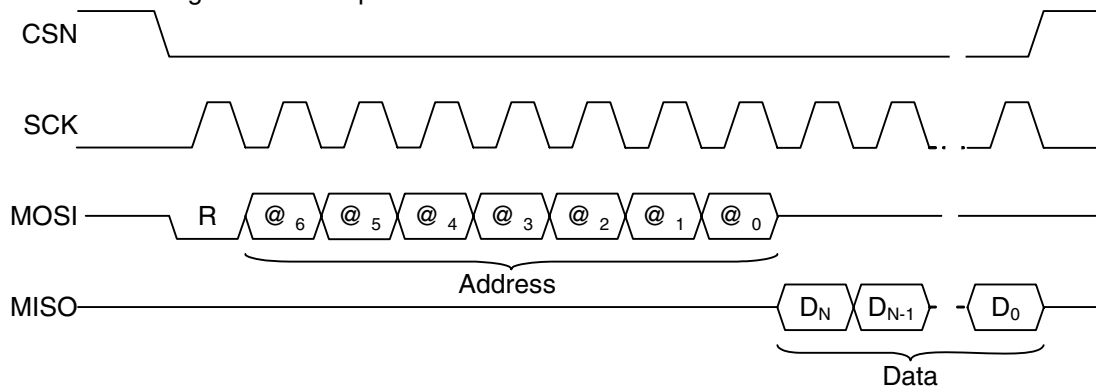 CSN
SCK
MOSI R @ 6 @ 5 @ 4 @ 3 @ 2 @ 1 @ 0
Address
MISO DN DN-1 D0
Data